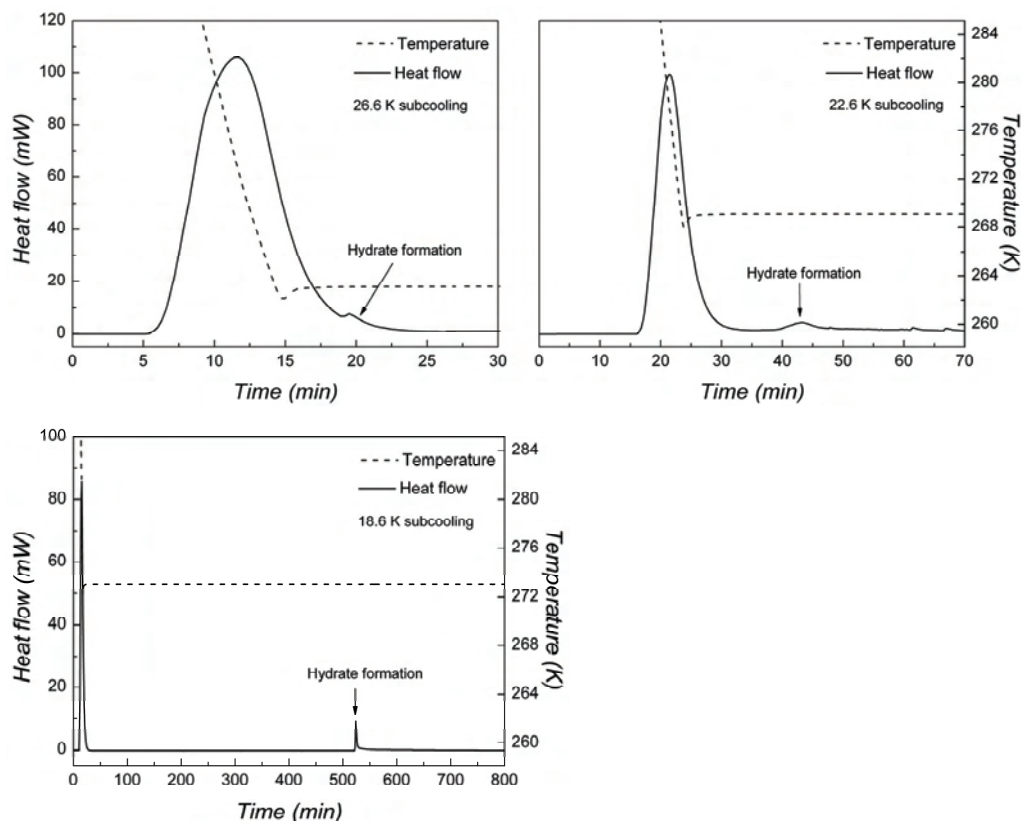 120
100
80
60
40
20
0
Heat flow (mW)
Temperature
Heat flow
26.6 K subcooling
Hydrate formation
0 5 10 15 20 25 30
Time (min)
Temperature
Heat flow
22.6 K subcooling
Hydrate formation
284
280
276
272
268
264
260
Temperature (K)
0 10 20 30 40 50 60 70
Time (min)
100
80
60
40
20
0
Heat flow (mW)
Temperature
Heat flow
18.6 K subcooling
Hydrate formation
284
280
276
272
268
264
260
Temperature (K)
0 100 200 300 400 500 600 700 800
Time (min)